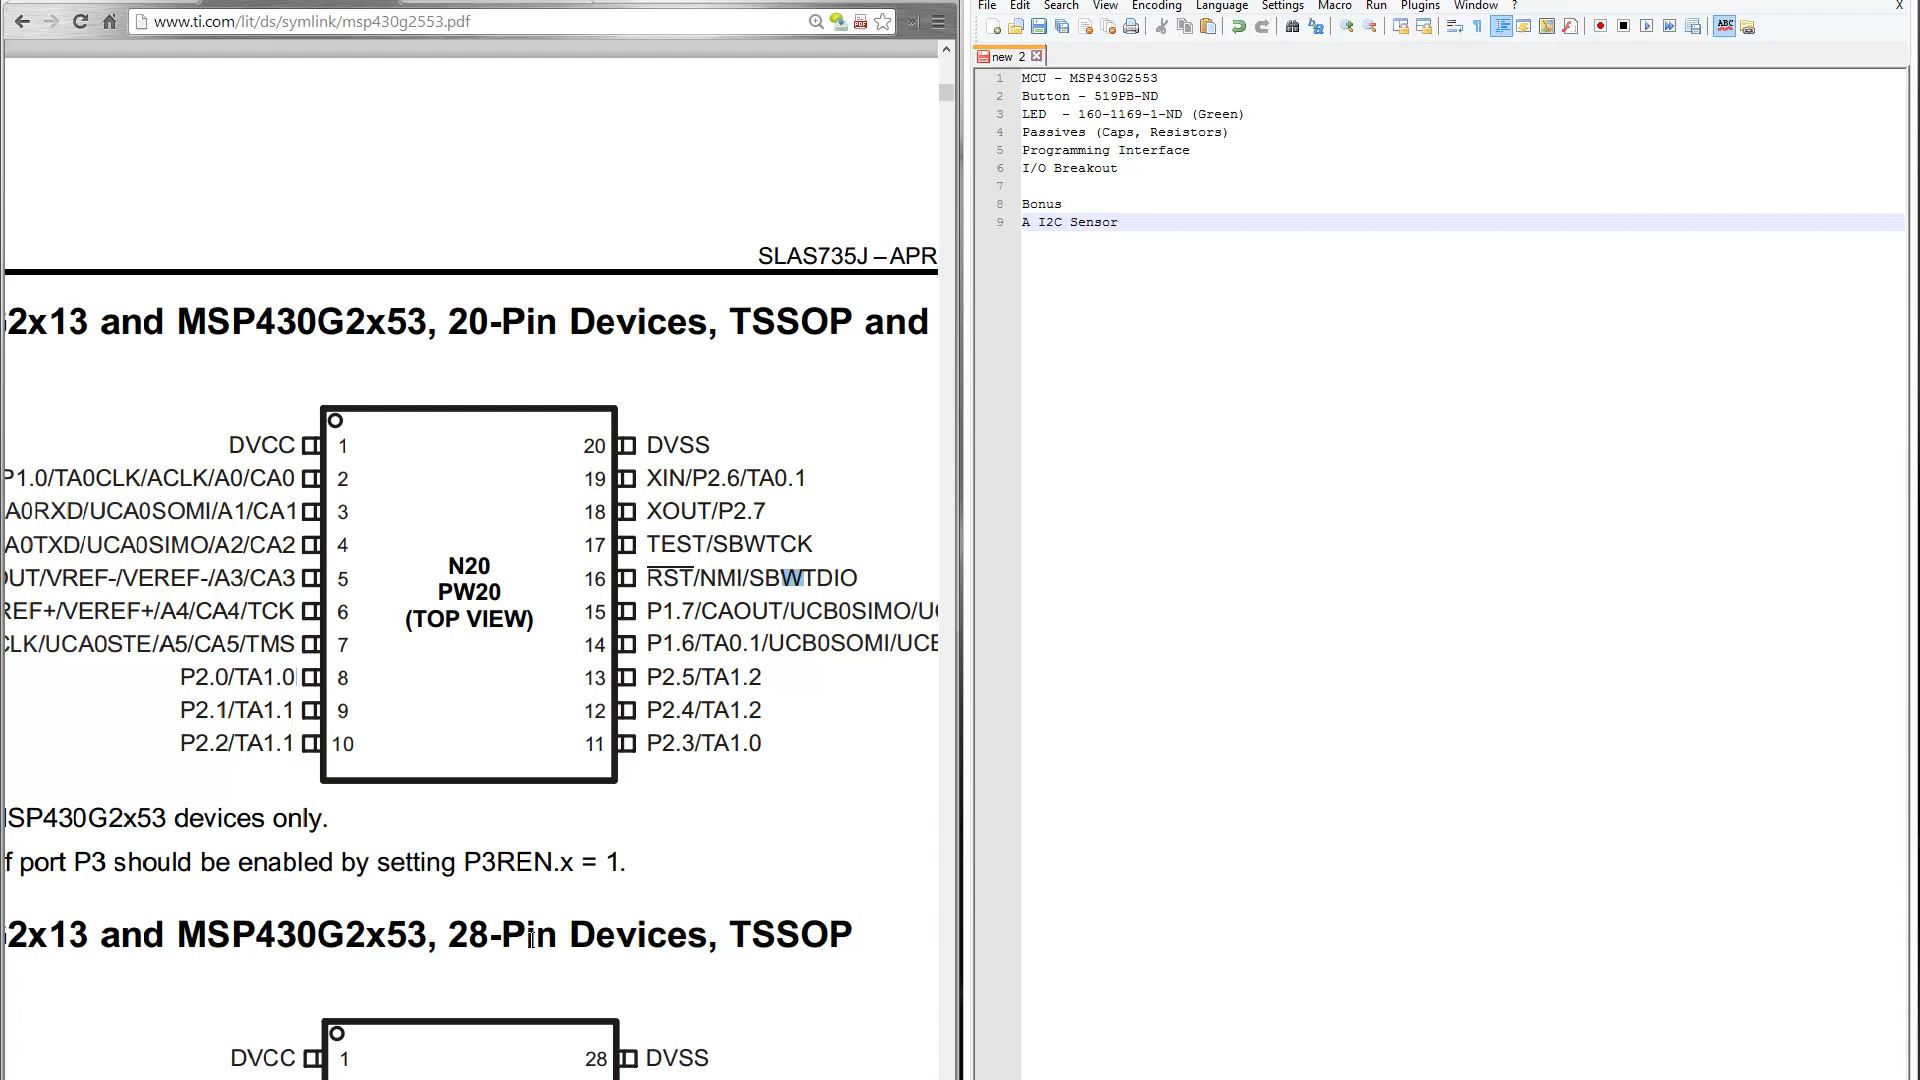 www.ti.com/lit/ds/symlink/msp430g2553.pdf
»
SLAS735J – APR
2x13 and MSP430G2x53, 20-Pin Devices, TSSOP and
DVCC 1 20 DVSS
P1.0/TA0CLK/ACLK/A0/CA0 2 19 XIN/P2.6/TA0.1
A0RXD/UCA0SOMI/A1/CA1 3 18 XOUT/P2.7
A0TXD/UCA0SIMO/A2/CA2 4 17 TEST/SBWTCK
OUT/VREF-/VEREF-/A3/CA3 5 16 RST/NMI/SBWTDIO
REF+/VEREF+/A4/CA4/TCK 6 15 P1.7/CAOUT/UCB0SIMO/UC
CLK/UCA0STE/A5/CA5/TMS 7 14 P1.6/TA0.1/UCB0SOMI/UCB
P2.0/TA1.0 8 13 P2.5/TA1.2
P2.1/TA1.1 9 12 P2.4/TA1.2
P2.2/TA1.1 10 11 P2.3/TA1.0
N20
PW20
(TOP VIEW)
MSP430G2x53 devices only.
f port P3 should be enabled by setting P3REN.x = 1.
2x13 and MSP430G2x53, 28-Pin Devices, TSSOP
DVCC 1 28 DVSS
File Edit Search View Encoding Language Settings Macro Run Plugins Window ? X
ABC
new 2
1 MCU - MSP430G2553
2 Button - 519PB-ND
3 LED - 160-1169-1-ND (Green)
4 Passives (Caps, Resistors)
5 Programming Interface
6 I/O Breakout
7
8 Bonus
9 A I2C Sensor